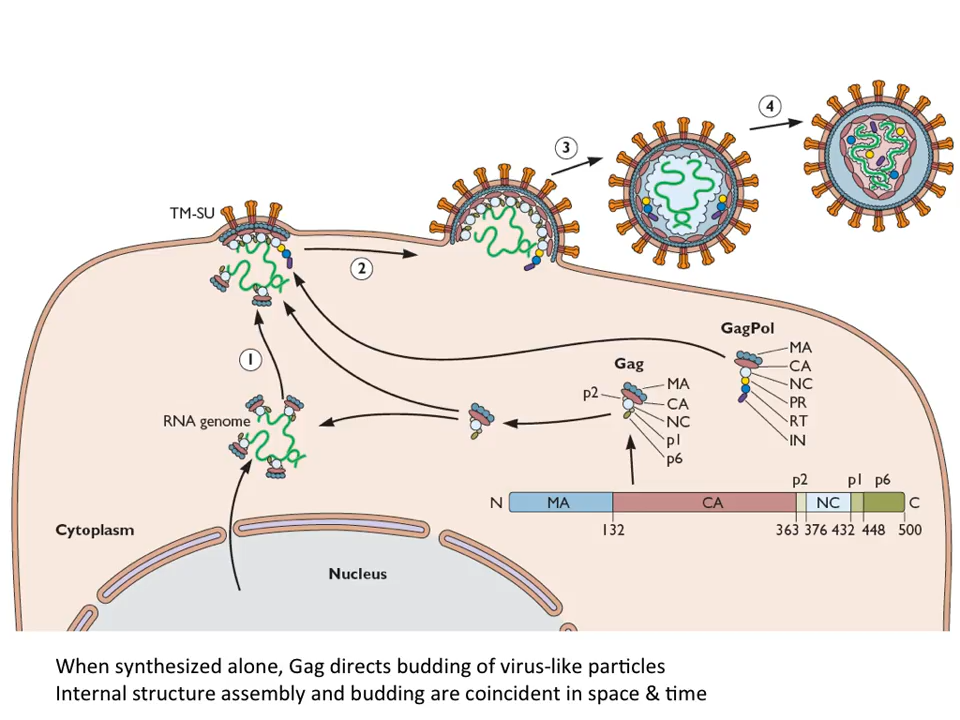 4
3
TM-SU
2
GagPol
MA
CA
NC
PR
RT
IN
1
Gag
p2
MA
CA
NC
p1
p6
RNA genome
p2 p1 p6
N MA CA NC C
132 363 376 432 448 500
Cytoplasm
Nucleus
When synthesized alone, Gag directs budding of virus-like particles
Internal structure assembly and budding are coincident in space & time